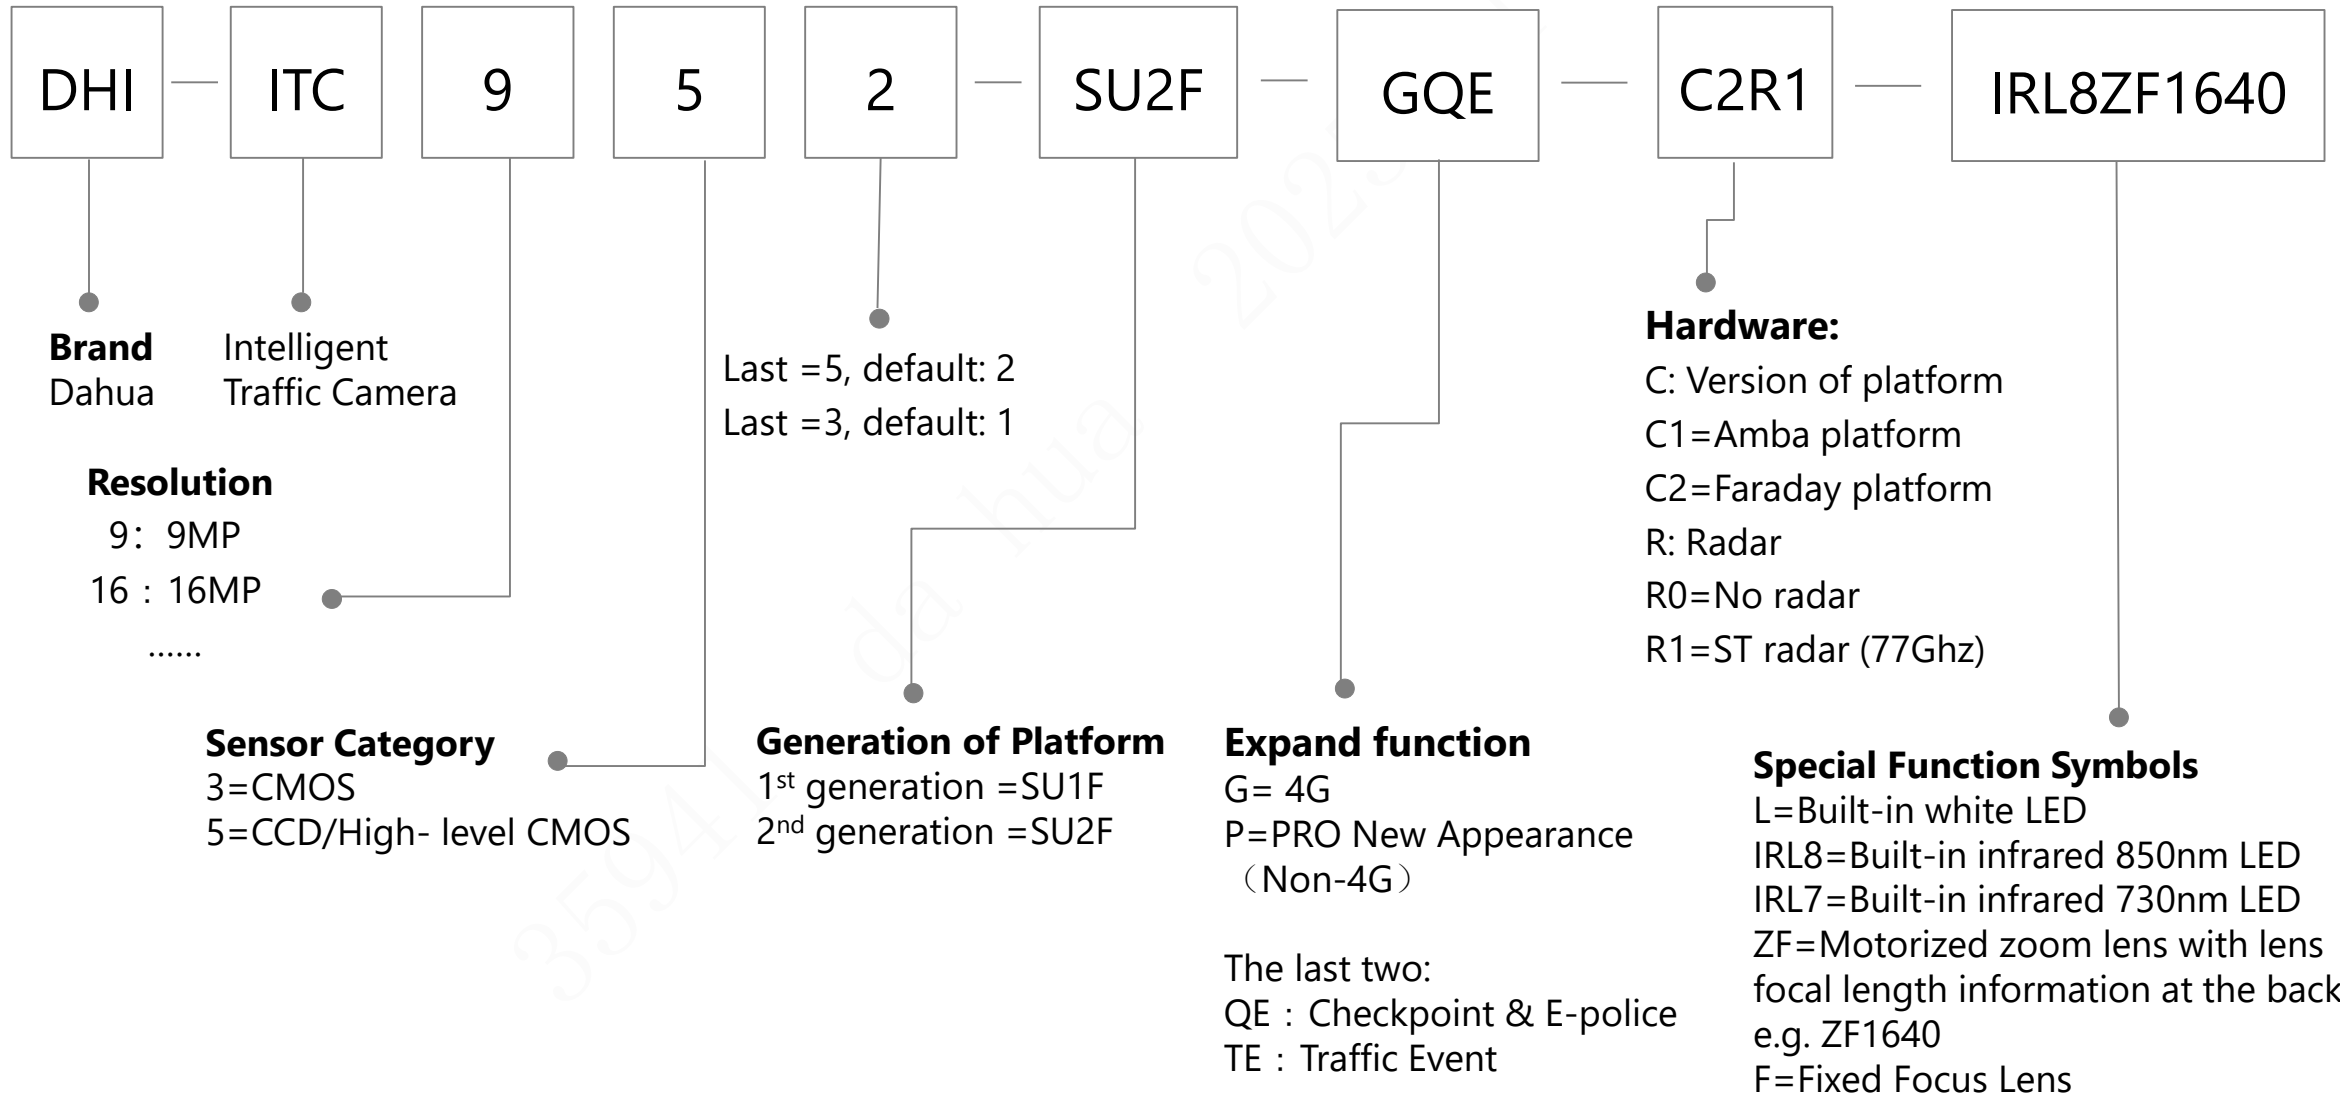 DHI ITC 9 5 2 SU2F GQE C2R1 IRL8ZF1640
Brand
Dahua
Intelligent
Traffic Camera
Resolution
9： 9MP
16：16MP
......
Last =5, default: 2
Last =3, default: 1
Sensor Category
3=CMOS
5=CCD/High- level CMOS
Generation of Platform
1st generation =SU1F
2nd generation =SU2F
Expand function
G= 4G
P=PRO New Appearance
（Non-4G）
The last two:
QE：Checkpoint & E-police
TE：Traffic Event
Hardware:
C: Version of platform
C1=Amba platform
C2=Faraday platform
R: Radar
R0=No radar
R1=ST radar (77Ghz)
Special Function Symbols
L=Built-in white LED
IRL8=Built-in infrared 850nm LED
IRL7=Built-in infrared 730nm LED
ZF=Motorized zoom lens with lens
focal length information at the back
e.g. ZF1640
F=Fixed Focus Lens
35941 da hua